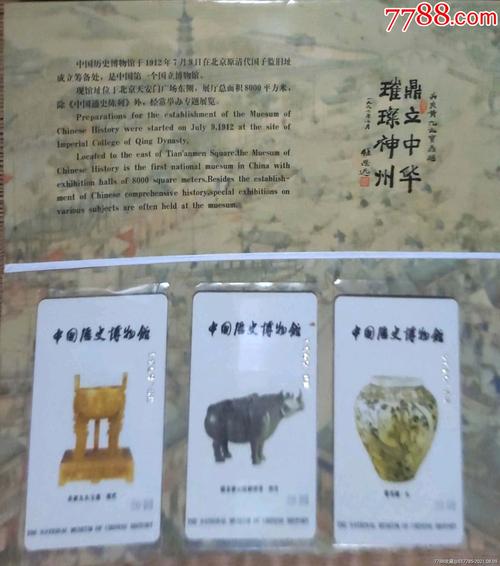 7788.com
中国历史博物馆于1912年7月9日在北京原清代国子监旧址
成立筹备处，是中国第一个国立博物馆。
现馆址位于北京天安门广场东侧，展厅总面积8000平方米，
除《中国通史陈列》外，经常举办专题展览。
Preparations for the establishment of the Muesum of
Chinese History were started on July 9,1912 at the site of
Imperial College of Qing Dynasty.
Located to the east of Tian'anmen Square,the Muesum of
Chinese History is the first national muesum in China with
exhibition halls of 8000 square meters.Besides the establish-
ment of Chinese comprehensive history,special exhibitions on
various subjects are often held at the muesum.
鼎立中华
璀璨神州
中国历史博物馆
中国历史博物馆
中国历史博物馆
THE NATIONAL MUSEUM OF CHINESE HISTORY
THE NATIONAL MUSEUM OF CHINESE HISTORY
THE NATIONAL MUSEUM OF CHINESE HISTORY